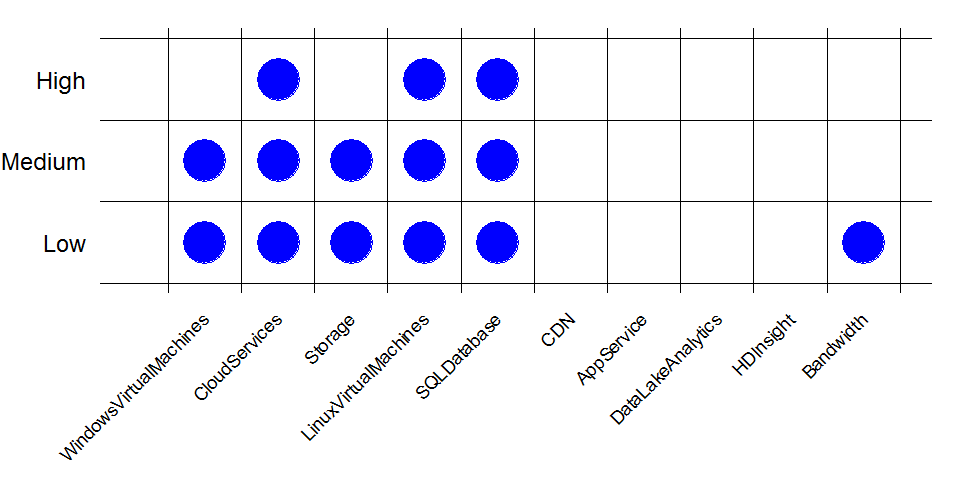 High
Medium
Low
WindowsVirtualMachines
CloudServices
Storage
LinuxVirtualMachines
SQLDatabase
CDN
AppService
DataLakeAnalytics
HDInsight
Bandwidth